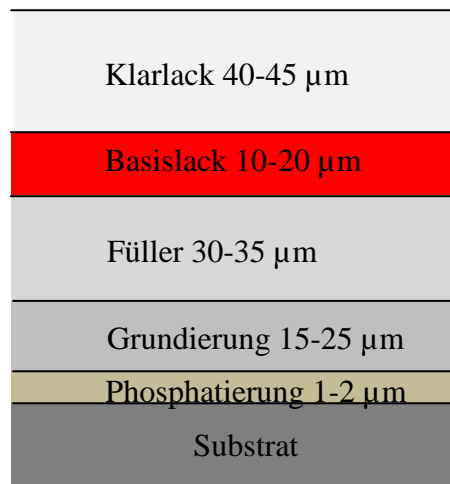 Klarlack 40-45 µm
Basislack 10-20 µm
Füller 30-35 µm
Grundierung 15-25 µm
Phosphatierung 1-2 µm
Substrat